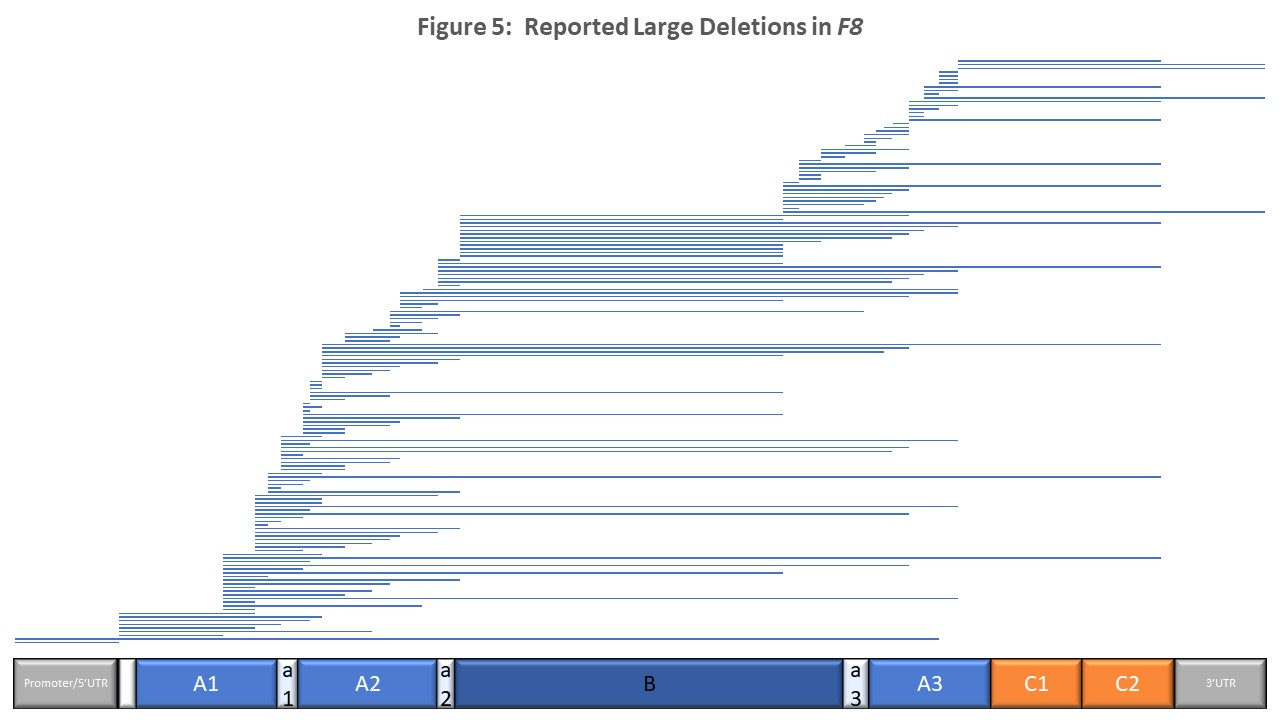 Figure 5: Reported Large Deletions in F8
Promoter/5'UTR
A1
a
1
A2
a
2
B
a
3
A3
C1
C2
3'UTR